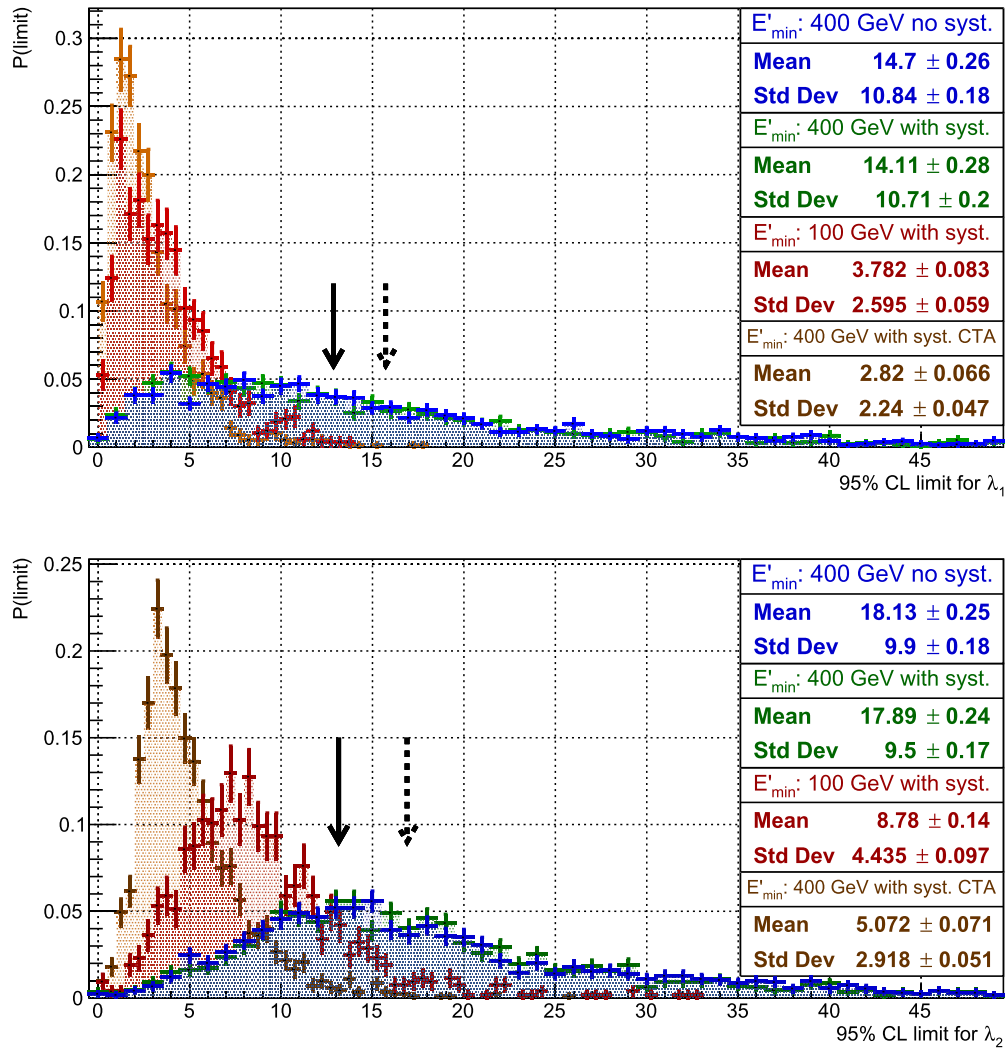 P(limit)
0.3
0.25
0.2
0.15
0.1
0.05
0
0 5 10 15 20 25 30 35 40 45
95% CL limit for λ1
E'min: 400 GeV no syst.
Mean 14.7 ± 0.26
Std Dev 10.84 ± 0.18
E'min: 400 GeV with syst.
Mean 14.11 ± 0.28
Std Dev 10.71 ± 0.2
E'min: 100 GeV with syst.
Mean 3.782 ± 0.083
Std Dev 2.595 ± 0.059
E'min: 400 GeV with syst. CTA
Mean 2.82 ± 0.066
Std Dev 2.24 ± 0.047
P(limit)
0.25
0.2
0.15
0.1
0.05
0
0 5 10 15 20 25 30 35 40 45
95% CL limit for λ2
E'min: 400 GeV no syst.
Mean 18.13 ± 0.25
Std Dev 9.9 ± 0.18
E'min: 400 GeV with syst.
Mean 17.89 ± 0.24
Std Dev 9.5 ± 0.17
E'min: 100 GeV with syst.
Mean 8.78 ± 0.14
Std Dev 4.435 ± 0.097
E'min: 400 GeV with syst. CTA
Mean 5.072 ± 0.071
Std Dev 2.918 ± 0.051